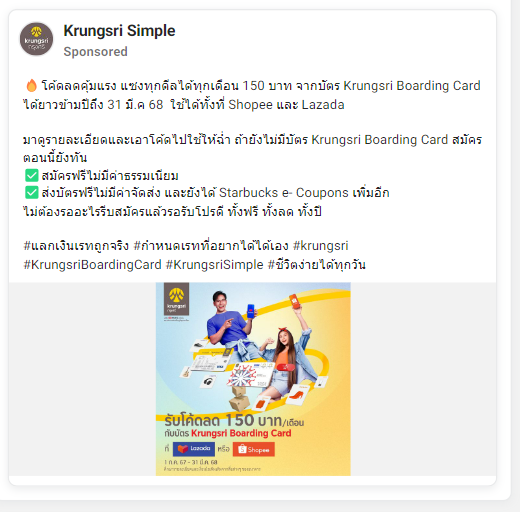 Krungsri Simple
Sponsored
🔥 โค้ดลดคุ้มแรง แซงทุกดีลได้ทุกเดือน 150 บาท จากบัตร Krungsri Boarding Card
ได้ยาวข้ามปีถึง 31 มี.ค 68 ใช้ได้ทั้งที่ Shopee และ Lazada
มาดูรายละเอียดและเอาโค้ดไปใช้ให้ฉ่ำ ถ้ายังไม่มีบัตร Krungsri Boarding Card สมัคร
ตอนนี้ยังทัน
✅ สมัครฟรีไม่มีค่าธรรมเนียม
✅ ส่งบัตรฟรีไม่มีค่าจัดส่ง และยังได้ Starbucks e- Coupons เพิ่มอีก
ไม่ต้องรออะไรรีบสมัครแล้วรอรับโปรดี ทั้งฟรี ทั้งลด ทั้งปี
#แลกเงินเรทถูกจริง #กำหนดเรทที่อยากได้ได้เอง #krungsri
#KrungsriBoardingCard #KrungsriSimple #ชีวิตง่ายได้ทุกวัน
krungsri
กรุงศรี
รับโค้ดลด 150 บาท/เดือน
กับบัตร Krungsri Boarding Card
ที่ Lazada หรือ Shopee
1 ก.ค. 67 - 31 มี.ค. 68